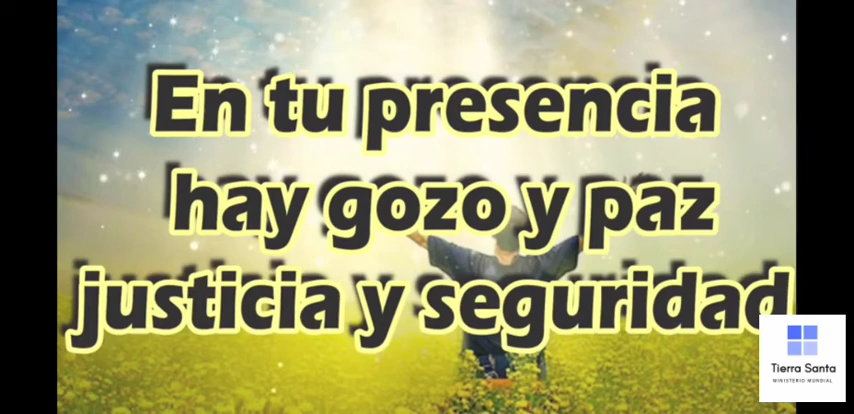 En tu presencia
hay gozo y paz
justicia y seguridad
Tierra Santa
MINISTERIO MUNDIAL